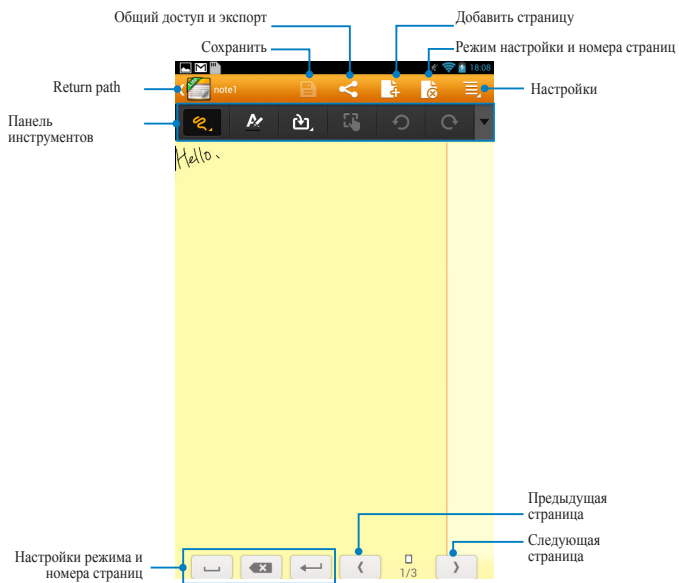 Общий доступ и экспорт
Добавить страницу
Сохранить
Режим настройки и номера страниц
18:08
Return path
note1
Настройки
Панель
инструментов
Hello.
Предыдущая
страница
Следующая
страница
Настройки режима и
номера страниц
1/3